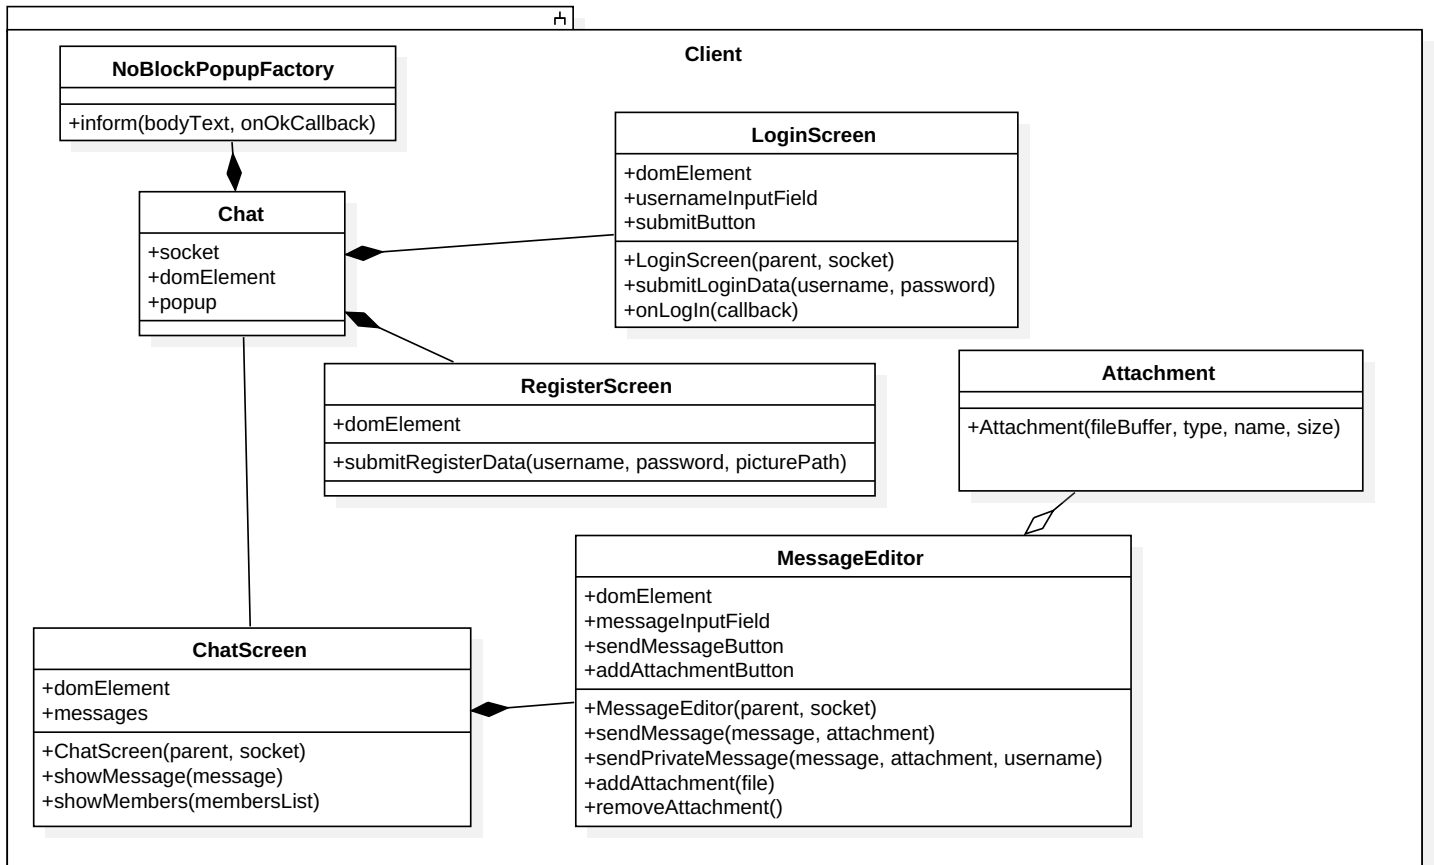 Client
NoBlockPopupFactory
+inform(bodyText, onOkCallback)
LoginScreen
+domElement
+usernameInputField
+submitButton
+LoginScreen(parent, socket)
+submitLoginData(username, password)
+onLogIn(callback)
Chat
+socket
+domElement
+popup
RegisterScreen
+domElement
+submitRegisterData(username, password, picturePath)
Attachment
+Attachment(fileBuffer, type, name, size)
MessageEditor
+domElement
+messageInputField
+sendMessageButton
+addAttachmentButton
+MessageEditor(parent, socket)
+sendMessage(message, attachment)
+sendPrivateMessage(message, attachment, username)
+addAttachment(file)
+removeAttachment()
ChatScreen
+domElement
+messages
+ChatScreen(parent, socket)
+showMessage(message)
+showMembers(membersList)